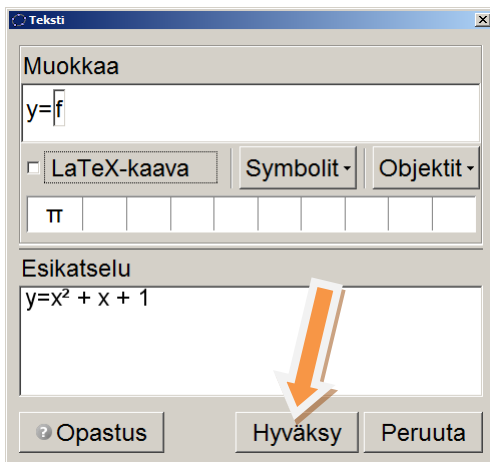 Teksti
Muokkaa
y=f
LaTeX-kaava Symbolit Objektit
π
Esikatselu
y=x² + x + 1
Opastus Hyväksy Peruuta